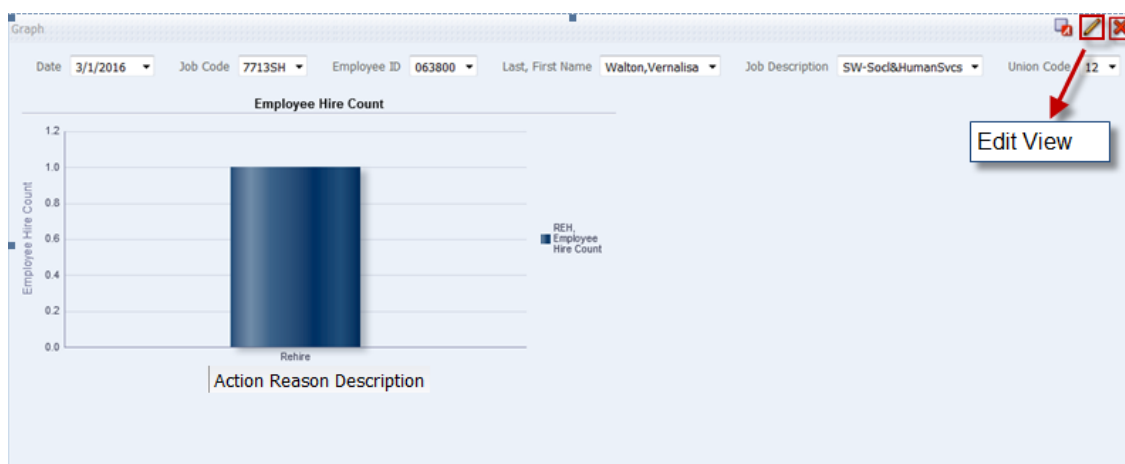 Graph
Date 3/1/2016 Job Code 7713SH Employee ID 063800 Last, First Name Walton,Vernalisa Job Description SW-Socl&HumanSvcs Union Code 12
Employee Hire Count
Edit View
1.2
1.0
0.8
0.6
0.4
0.2
0.0
Employee Hire Count
REH,
Employee
Hire Count
Rehire
Action Reason Description